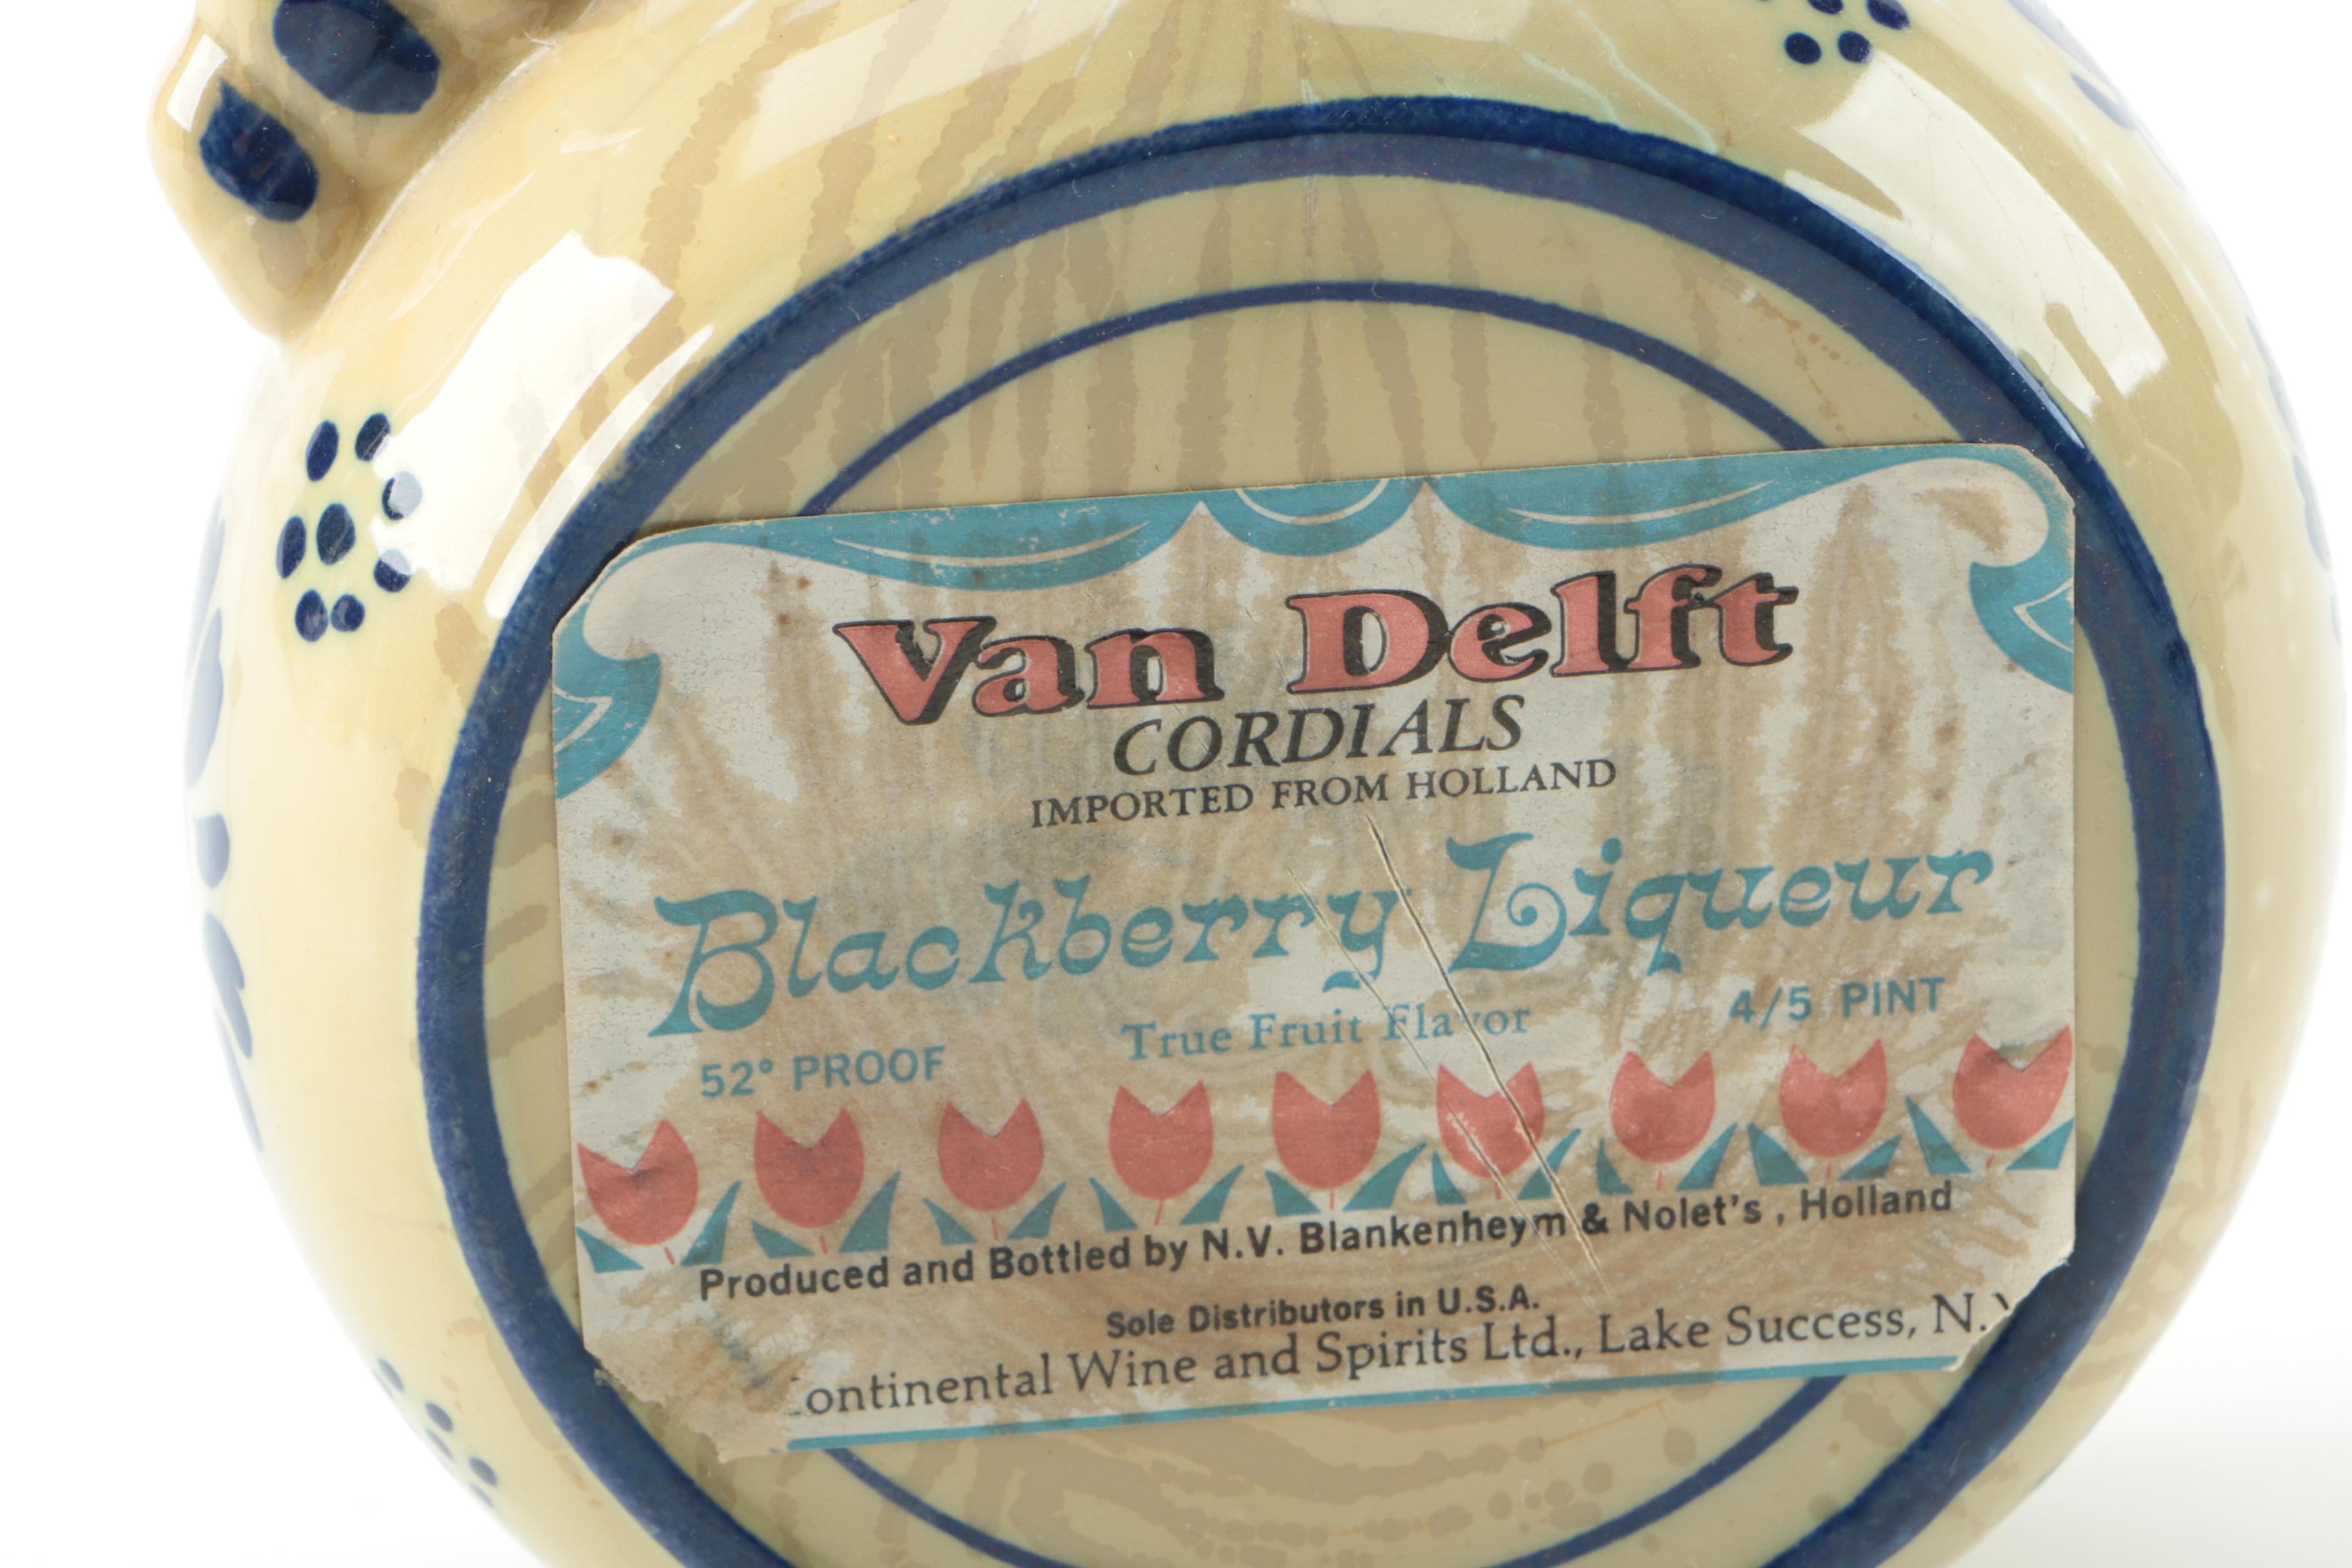 Van Delft
CORDIALS
IMPORTED FROM HOLLAND
Blackberry Liqueur
True Fruit Flavor
52° PROOF
4/5 PINT
Produced and Bottled by N.V. Blankenheym & Nolet's, Holland
Sole Distributors in U.S.A.
ontinental Wine and Spirits Ltd., Lake Success, N.